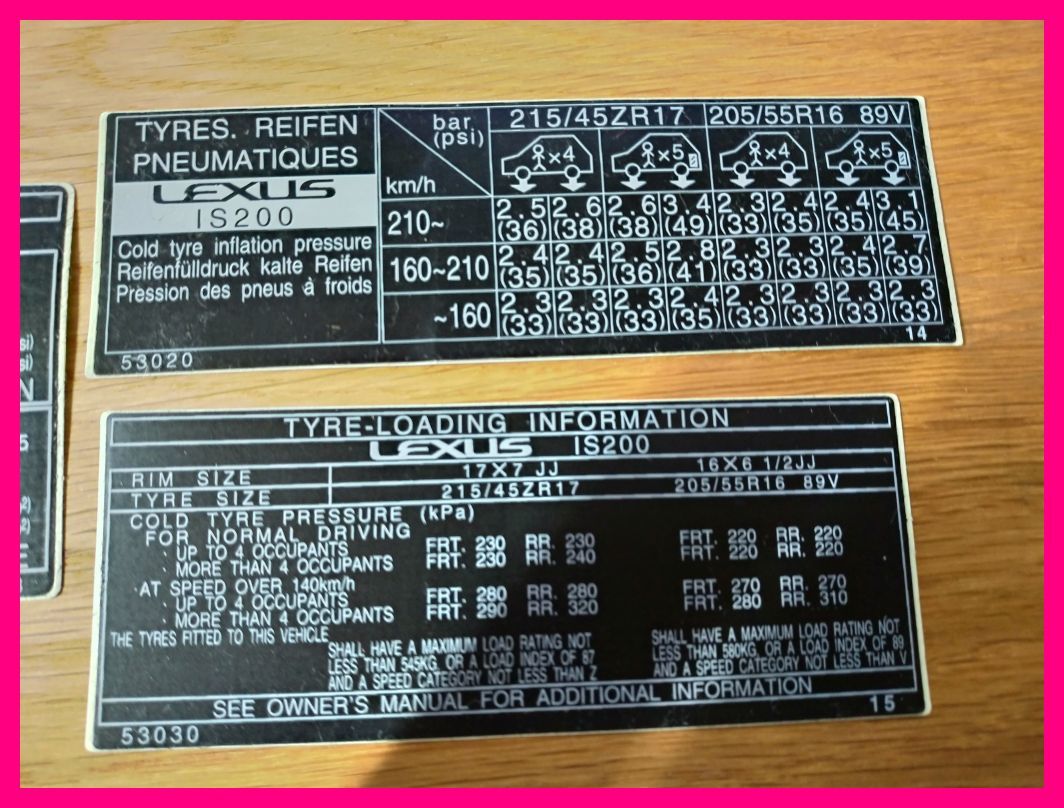 TYRES. REIFEN
PNEUMATIQUES
LEXUS
IS200
Cold tyre inflation pressure
Reifenfülldruck kalte Reifen
Pression des pneus à froids
53020
bar (psi) 215/45ZR17 205/55R16 89V
km/h ×4 ×5 ×4 ×5
210~ 2.5 2.6 2.6 3.4 2.3 2.4 2.4 3.1
(36) (38) (38) (49) (33) (35) (35) (45)
160~210 2.4 2.4 2.5 2.8 2.3 2.3 2.4 2.7
(35) (35) (36) (41) (33) (33) (35) (39)
~160 2.3 2.3 2.3 2.4 2.3 2.3 2.3 2.3
(33) (33) (33) (35) (33) (33) (33) (33)
14
TYRE-LOADING INFORMATION
LEXUS IS200
RIM SIZE 17X7 JJ 16X6 1/2JJ
TYRE SIZE 215/45ZR17 205/55R16 89V
COLD TYRE PRESSURE (kPa)
FOR NORMAL DRIVING
· UP TO 4 OCCUPANTS FRT. 230 RR. 230 FRT. 220 RR. 220
· MORE THAN 4 OCCUPANTS FRT. 230 RR. 240 FRT. 220 RR. 220
·AT SPEED OVER 140km/h
· UP TO 4 OCCUPANTS FRT. 280 RR. 280 FRT. 270 RR. 270
· MORE THAN 4 OCCUPANTS FRT. 290 RR. 320 FRT. 280 RR. 310
THE TYRES FITTED TO THIS VEHICLE
SHALL HAVE A MAXIMUM LOAD RATING NOT
LESS THAN 545KG, OR A LOAD INDEX OF 87
AND A SPEED CATEGORY NOT LESS THAN Z
SHALL HAVE A MAXIMUM LOAD RATING NOT
LESS THAN 580KG, OR A LOAD INDEX OF 89
AND A SPEED CATEGORY NOT LESS THAN V
SEE OWNER'S MANUAL FOR ADDITIONAL INFORMATION
15
53030